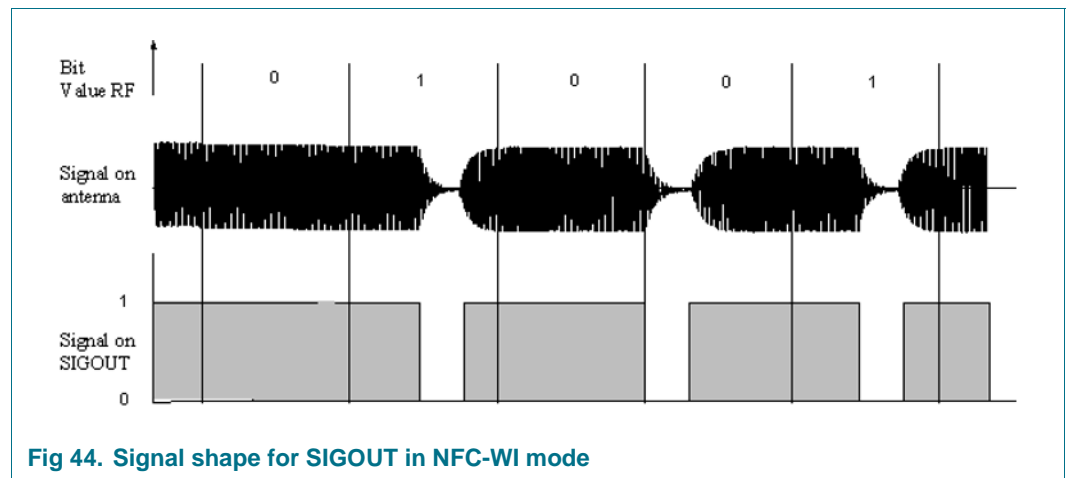 Bit
Value RF
0 1 0 0 1
Signal on
antenna
1
Signal on
SIGOUT
0
Fig 44. Signal shape for SIGOUT in NFC-WI mode